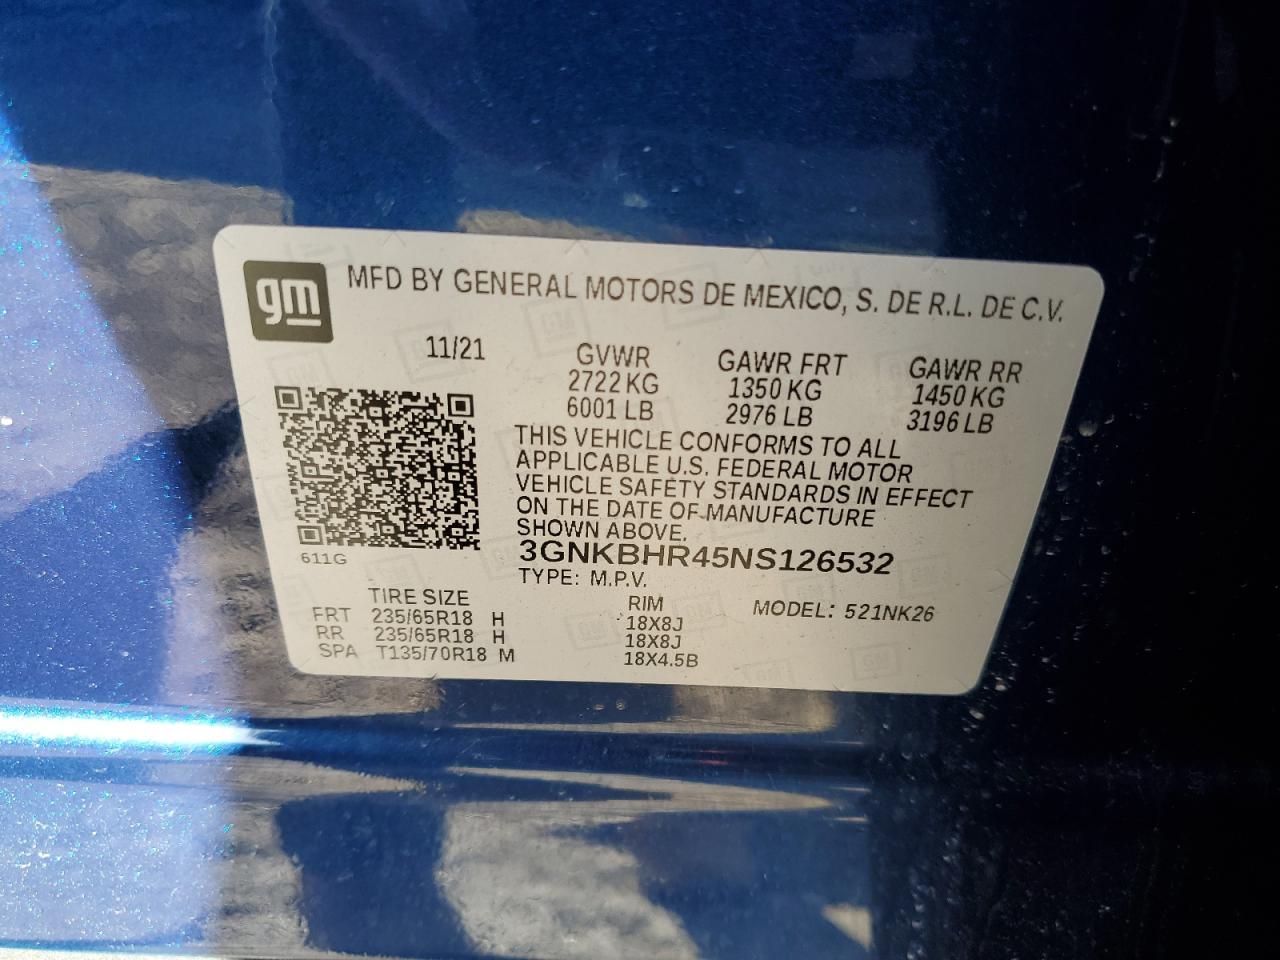 gm
MFD BY GENERAL MOTORS DE MEXICO, S. DE R.L. DE C.V.
11/21
GVWR GAWR FRT GAWR RR
2722 KG 1350 KG 1450 KG
6001 LB 2976 LB 3196 LB
THIS VEHICLE CONFORMS TO ALL
APPLICABLE U.S. FEDERAL MOTOR
VEHICLE SAFETY STANDARDS IN EFFECT
ON THE DATE OF MANUFACTURE
SHOWN ABOVE.
611G
3GNKBHR45NS126532
TYPE: M.P.V.
TIRE SIZE RIM MODEL: 521NK26
FRT 235/65R18 H 18X8J
RR 235/65R18 H 18X8J
SPA T135/70R18 M 18X4.5B